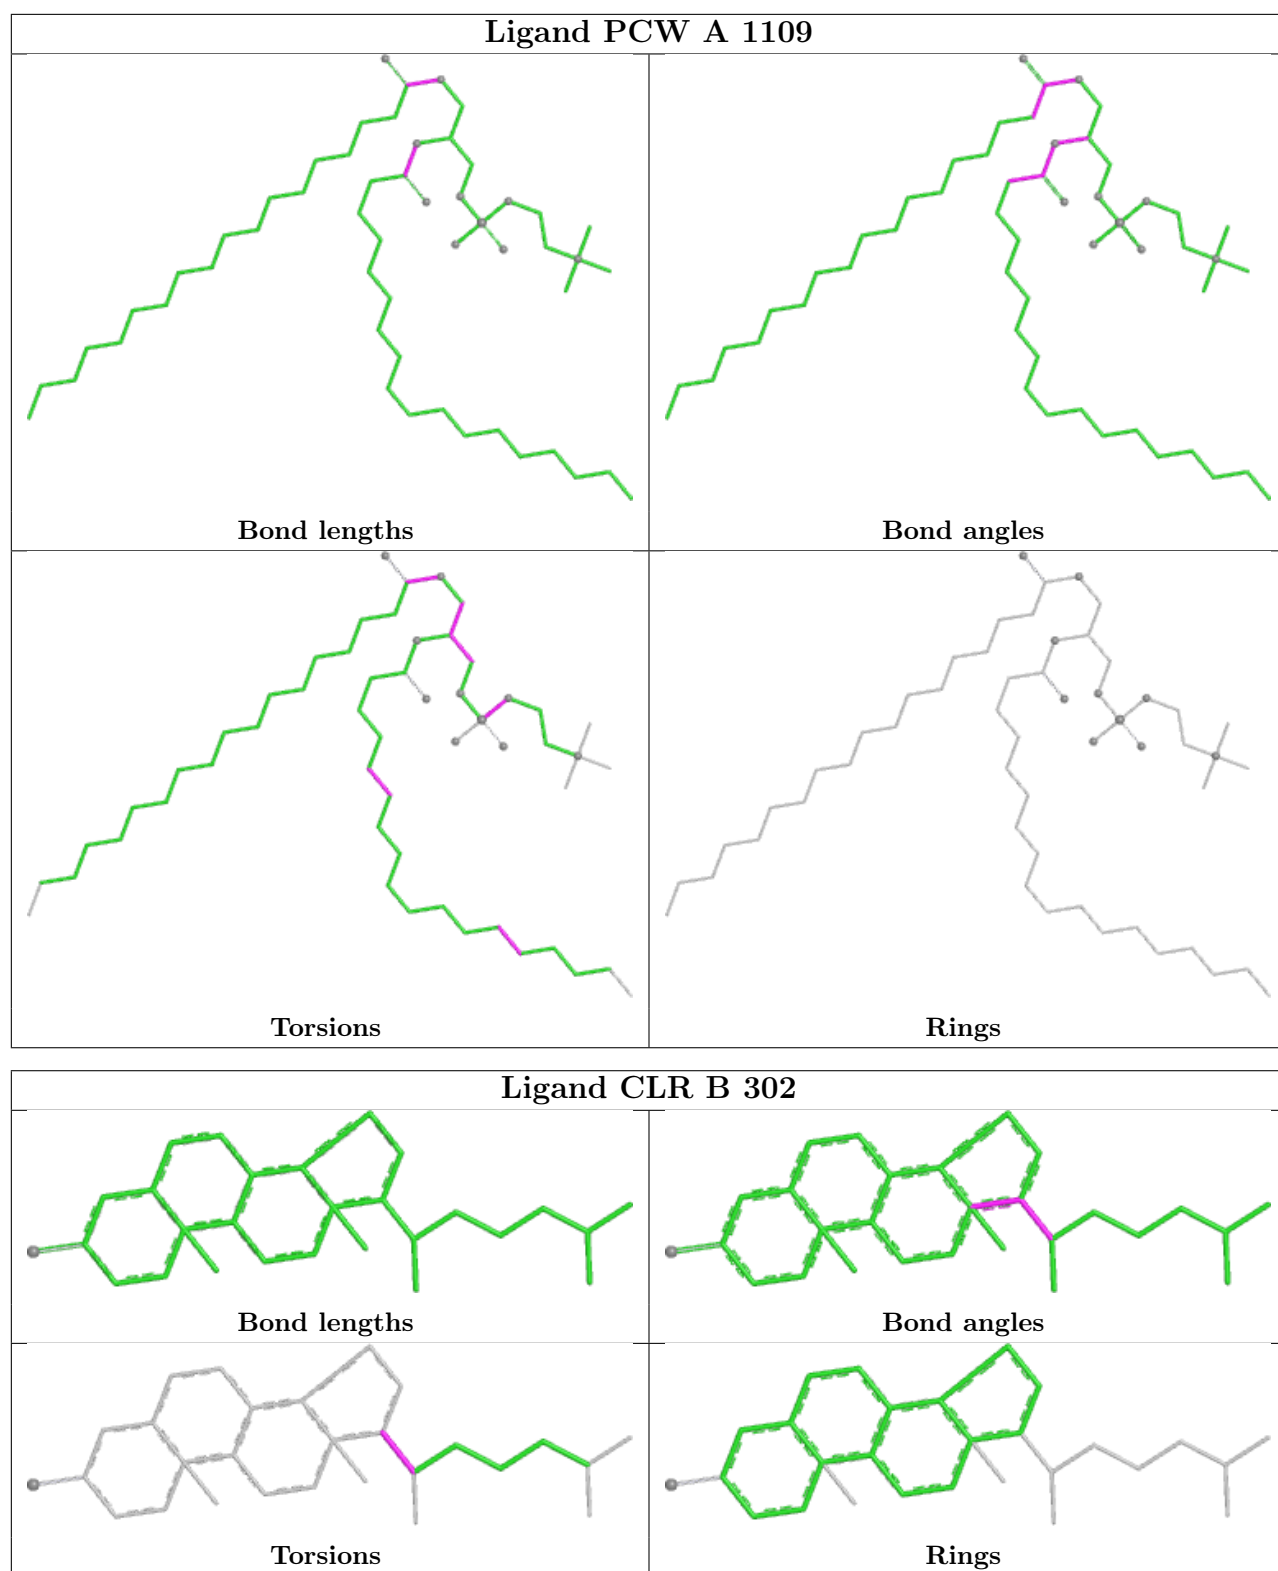 Ligand PCW A 1109
Bond lengths
Bond angles
Torsions
Rings
Ligand CLR B 302
Bond lengths
Bond angles
Torsions
Rings